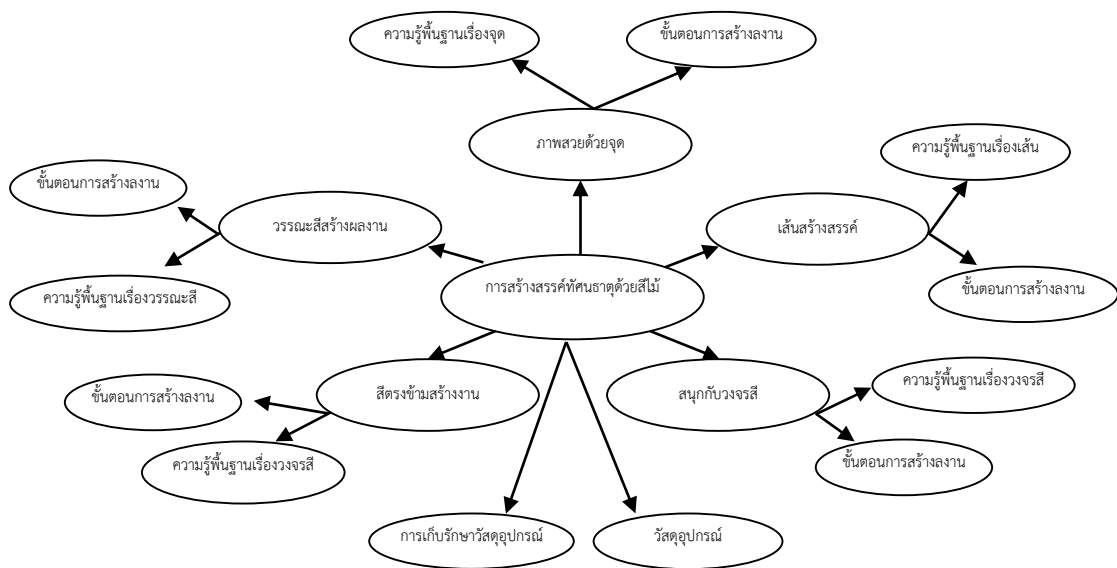 ความรู้พื้นฐานเรื่องจุด
ขั้นตอนการสร้างลงาน
ภาพสวยด้วยจุด
ความรู้พื้นฐานเรื่องเส้น
ขั้นตอนการสร้างลงาน
วรรณะสีสร้างผลงาน
เส้นสร้างสรรค์
ความรู้พื้นฐานเรื่องวรรณะสี
การสร้างสรรค์ทัศนธาตุด้วยสีไม้
ขั้นตอนการสร้างลงาน
สีตรงข้ามสร้างงาน
สนุกกับวงจรสี
ความรู้พื้นฐานเรื่องวงจรสี
ขั้นตอนการสร้างลงาน
ความรู้พื้นฐานเรื่องวงจรสี
ขั้นตอนการสร้างลงาน
การเก็บรักษาวัสดุอุปกรณ์
วัสดุอุปกรณ์